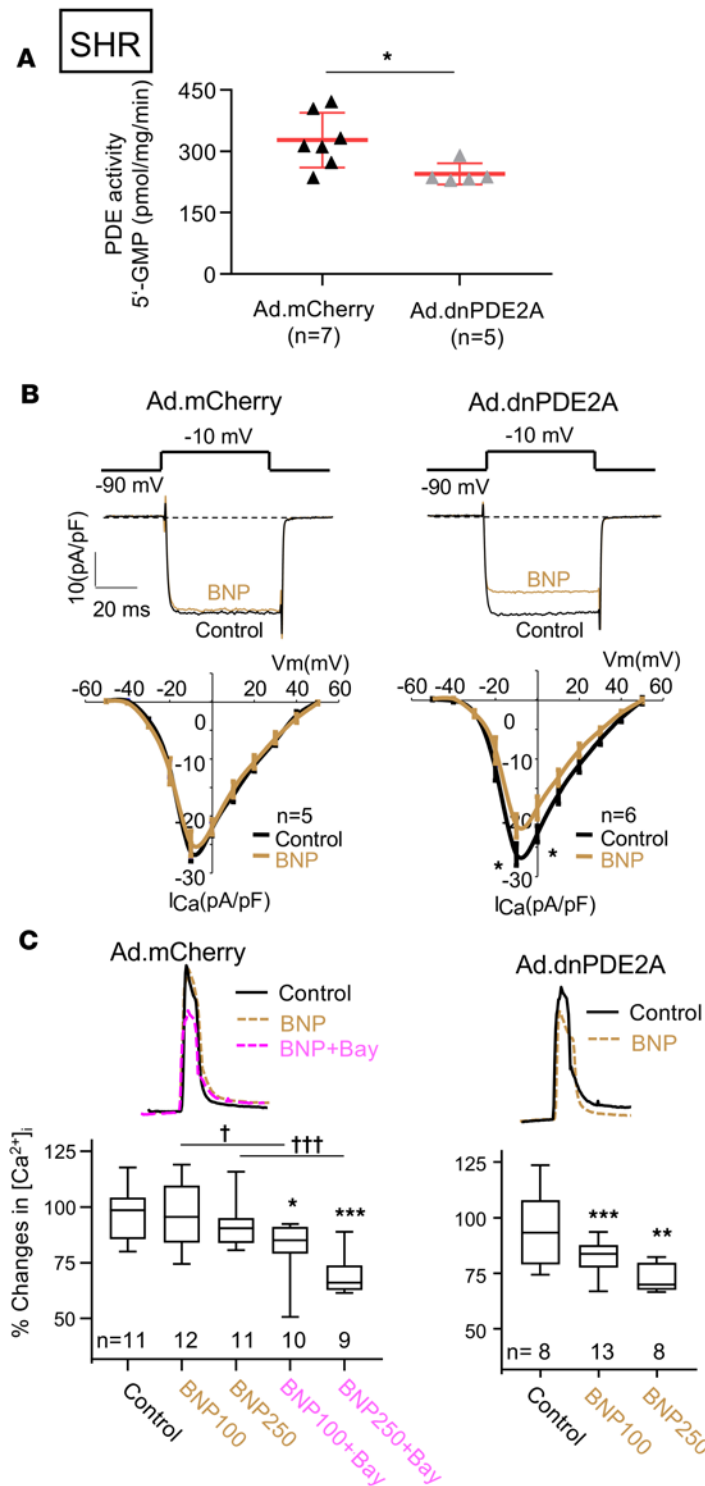 SHR
A
*
450
300
150
0
PDE activity
5'-GMP (pmol/mg/min)
Ad.mCherry
(n=7)
Ad.dnPDE2A
(n=5)
B
Ad.mCherry
-10 mV
-90 mV
10(pA/pF)
20 ms
BNP
Control
Vm(mV)
-60 -40 -20 20 40 60
0
-10
-20
-30
n=5
Control
BNP
ICa(pA/pF)
Ad.dnPDE2A
-10 mV
-90 mV
BNP
Control
Vm(mV)
-60 -40 -20 20 40 60
0
-10
-20
-30
n=6
Control
BNP
* *
ICa(pA/pF)
C
Ad.mCherry
Control
BNP
BNP+Bay
† †††
* ***
% Changes in [Ca2+]i
125
100
75
50
n=11 12 11 10 9
Control
BNP100
BNP250
BNP100+Bay
BNP250+Bay
Ad.dnPDE2A
Control
BNP
*** **
125
100
75
50
n= 8 13 8
Control
BNP100
BNP250